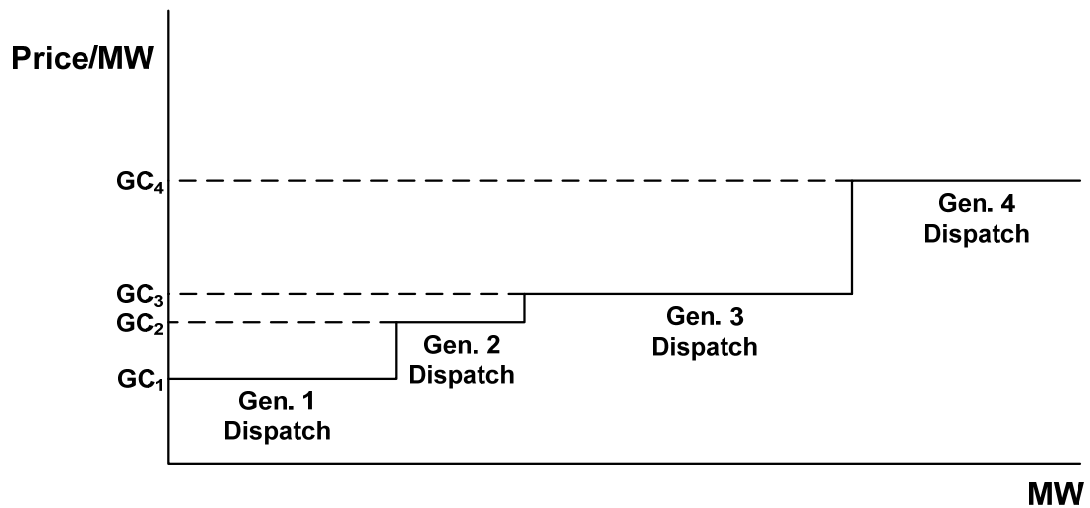 Price/MW
GC₄
Gen. 4
Dispatch
GC₃
Gen. 3
Dispatch
GC₂
Gen. 2
Dispatch
GC₁
Gen. 1
Dispatch
MW